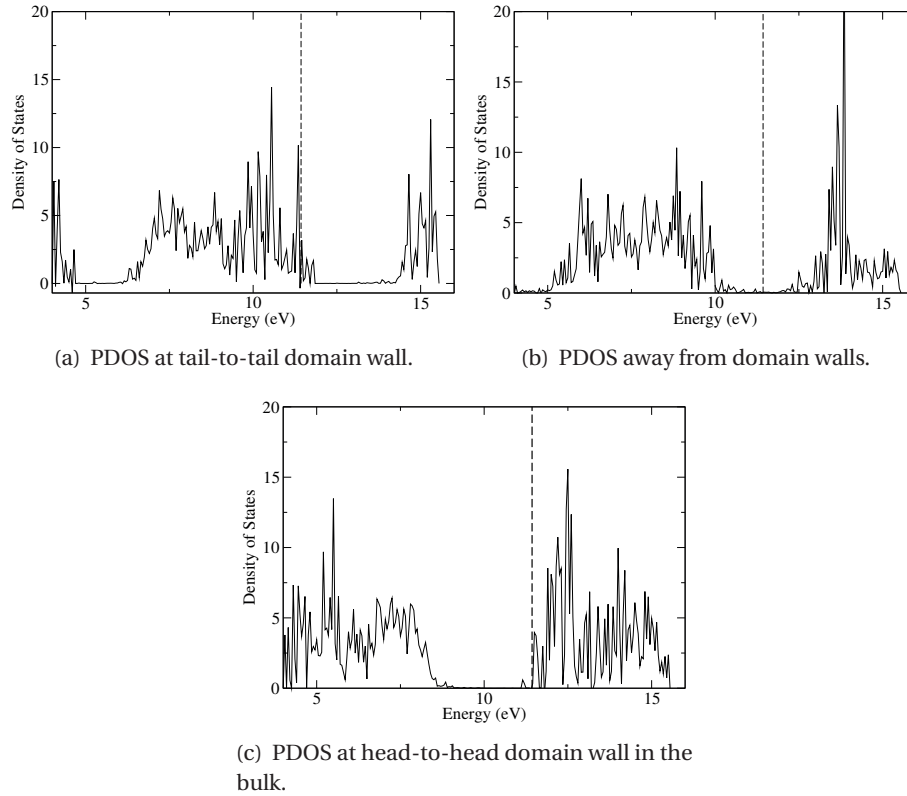 20
15
10
5
0
Density of States
5
10
15
Energy (eV)
(a) PDOS at tail-to-tail domain wall.
20
15
10
5
0
Density of States
5
10
15
Energy (eV)
(b) PDOS away from domain walls.
20
15
10
5
0
Density of States
5
10
15
Energy (eV)
(c) PDOS at head-to-head domain wall in the
bulk.